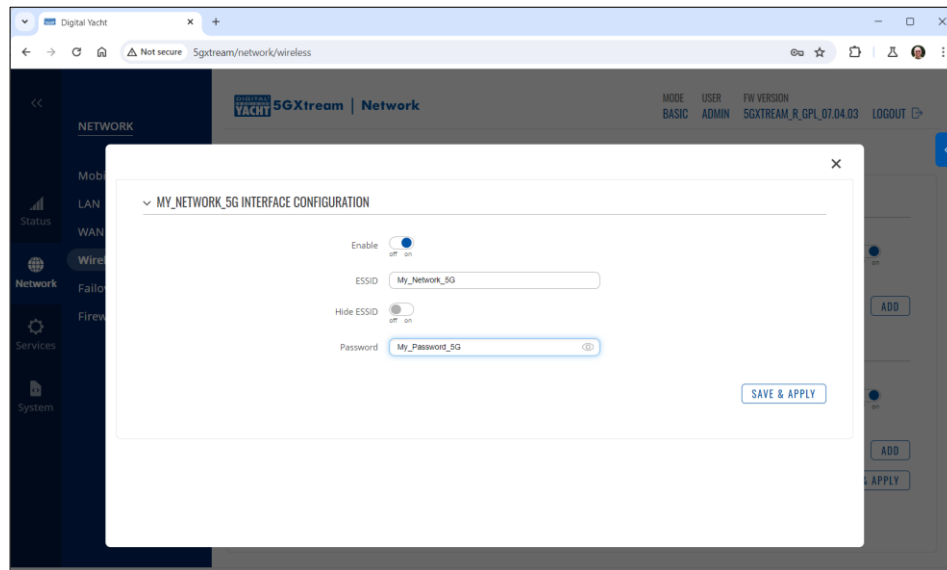 Digital Yacht
Not secure 5gxtream/network/wireless
<<
DIGITAL YACHT 5GXtream | Network
MODE USER FW VERSION
BASIC ADMIN 5GXTREAM_R_GPL_07.04.03 LOGOUT
NETWORK
Mobi
LAN
Status
WAN
Wirel
Network
Failo
Firew
Services
System
MY_NETWORK_5G INTERFACE CONFIGURATION
Enable
off on
ESSID My_Network_5G
Hide ESSID
off on
Password My_Password_5G
SAVE & APPLY
on
ADD
on
ADD
& APPLY